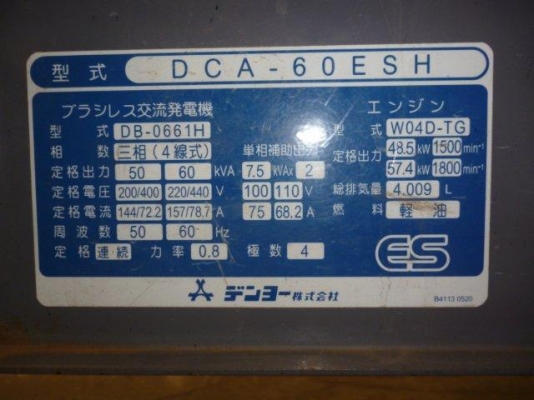 型式 DCA-60ESH
ブラシレス交流発電機 エンジン
型式 DB-0661H 型式 W04D-TG
相数 三相(4線式) 単相補助出力 定格出力 48.5 kW 1500 min⁻¹
定格出力 50 60 kVA 7.5 kVAx 2 57.4 kW 1800 min⁻¹
定格電圧 200/400 220/440 V 100 110 V 総排気量 4.009 L
定格電流 144/72.2 157/78.7 A 75 68.2 A 燃料 軽油
周波数 50 60 Hz
定格 連続 力率 0.8 極数 4 ES
デンヨー株式会社
B4113 0520